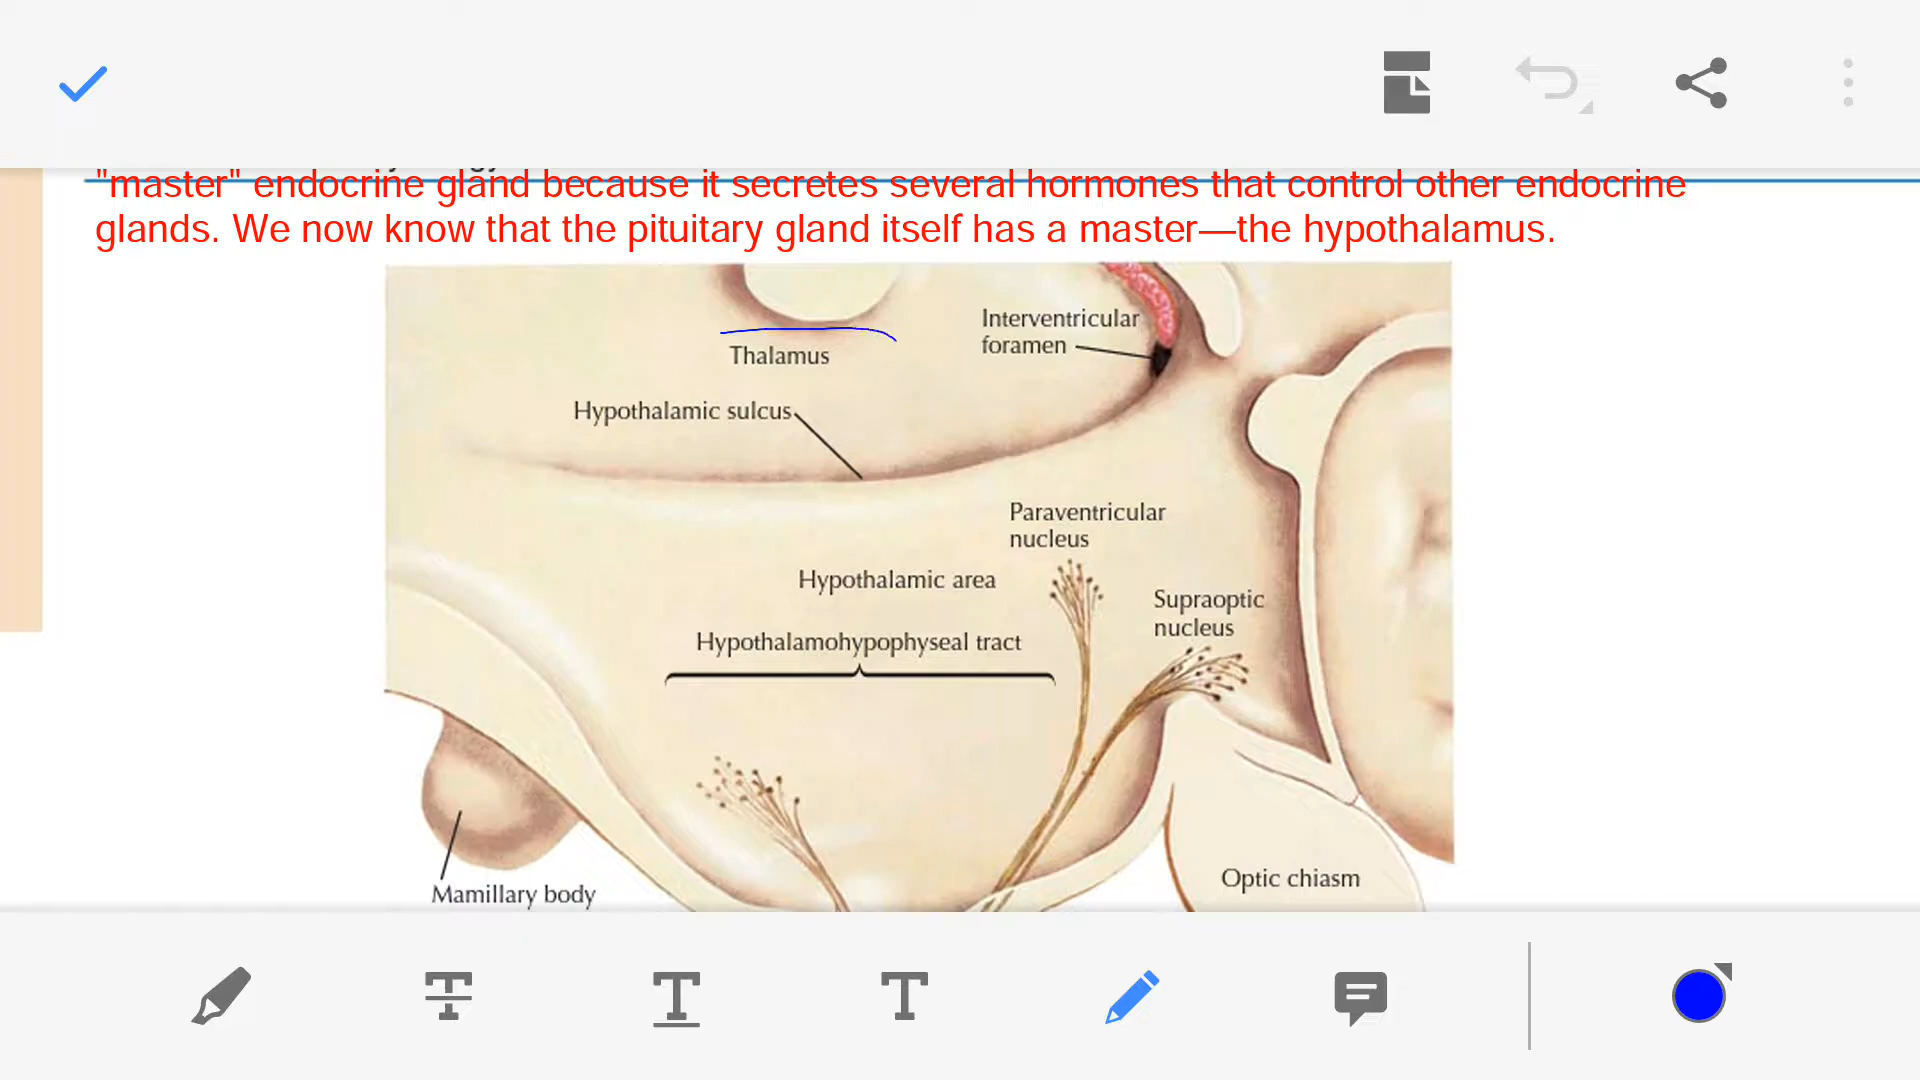 "master" endocrine gland because it secretes several hormones that control other endocrine
glands. We now know that the pituitary gland itself has a master—the hypothalamus.
Interventricular
foramen
Thalamus
Hypothalamic sulcus
Paraventricular
nucleus
Hypothalamic area
Supraoptic
nucleus
Hypothalamohypophyseal tract
Optic chiasm
Mamillary body